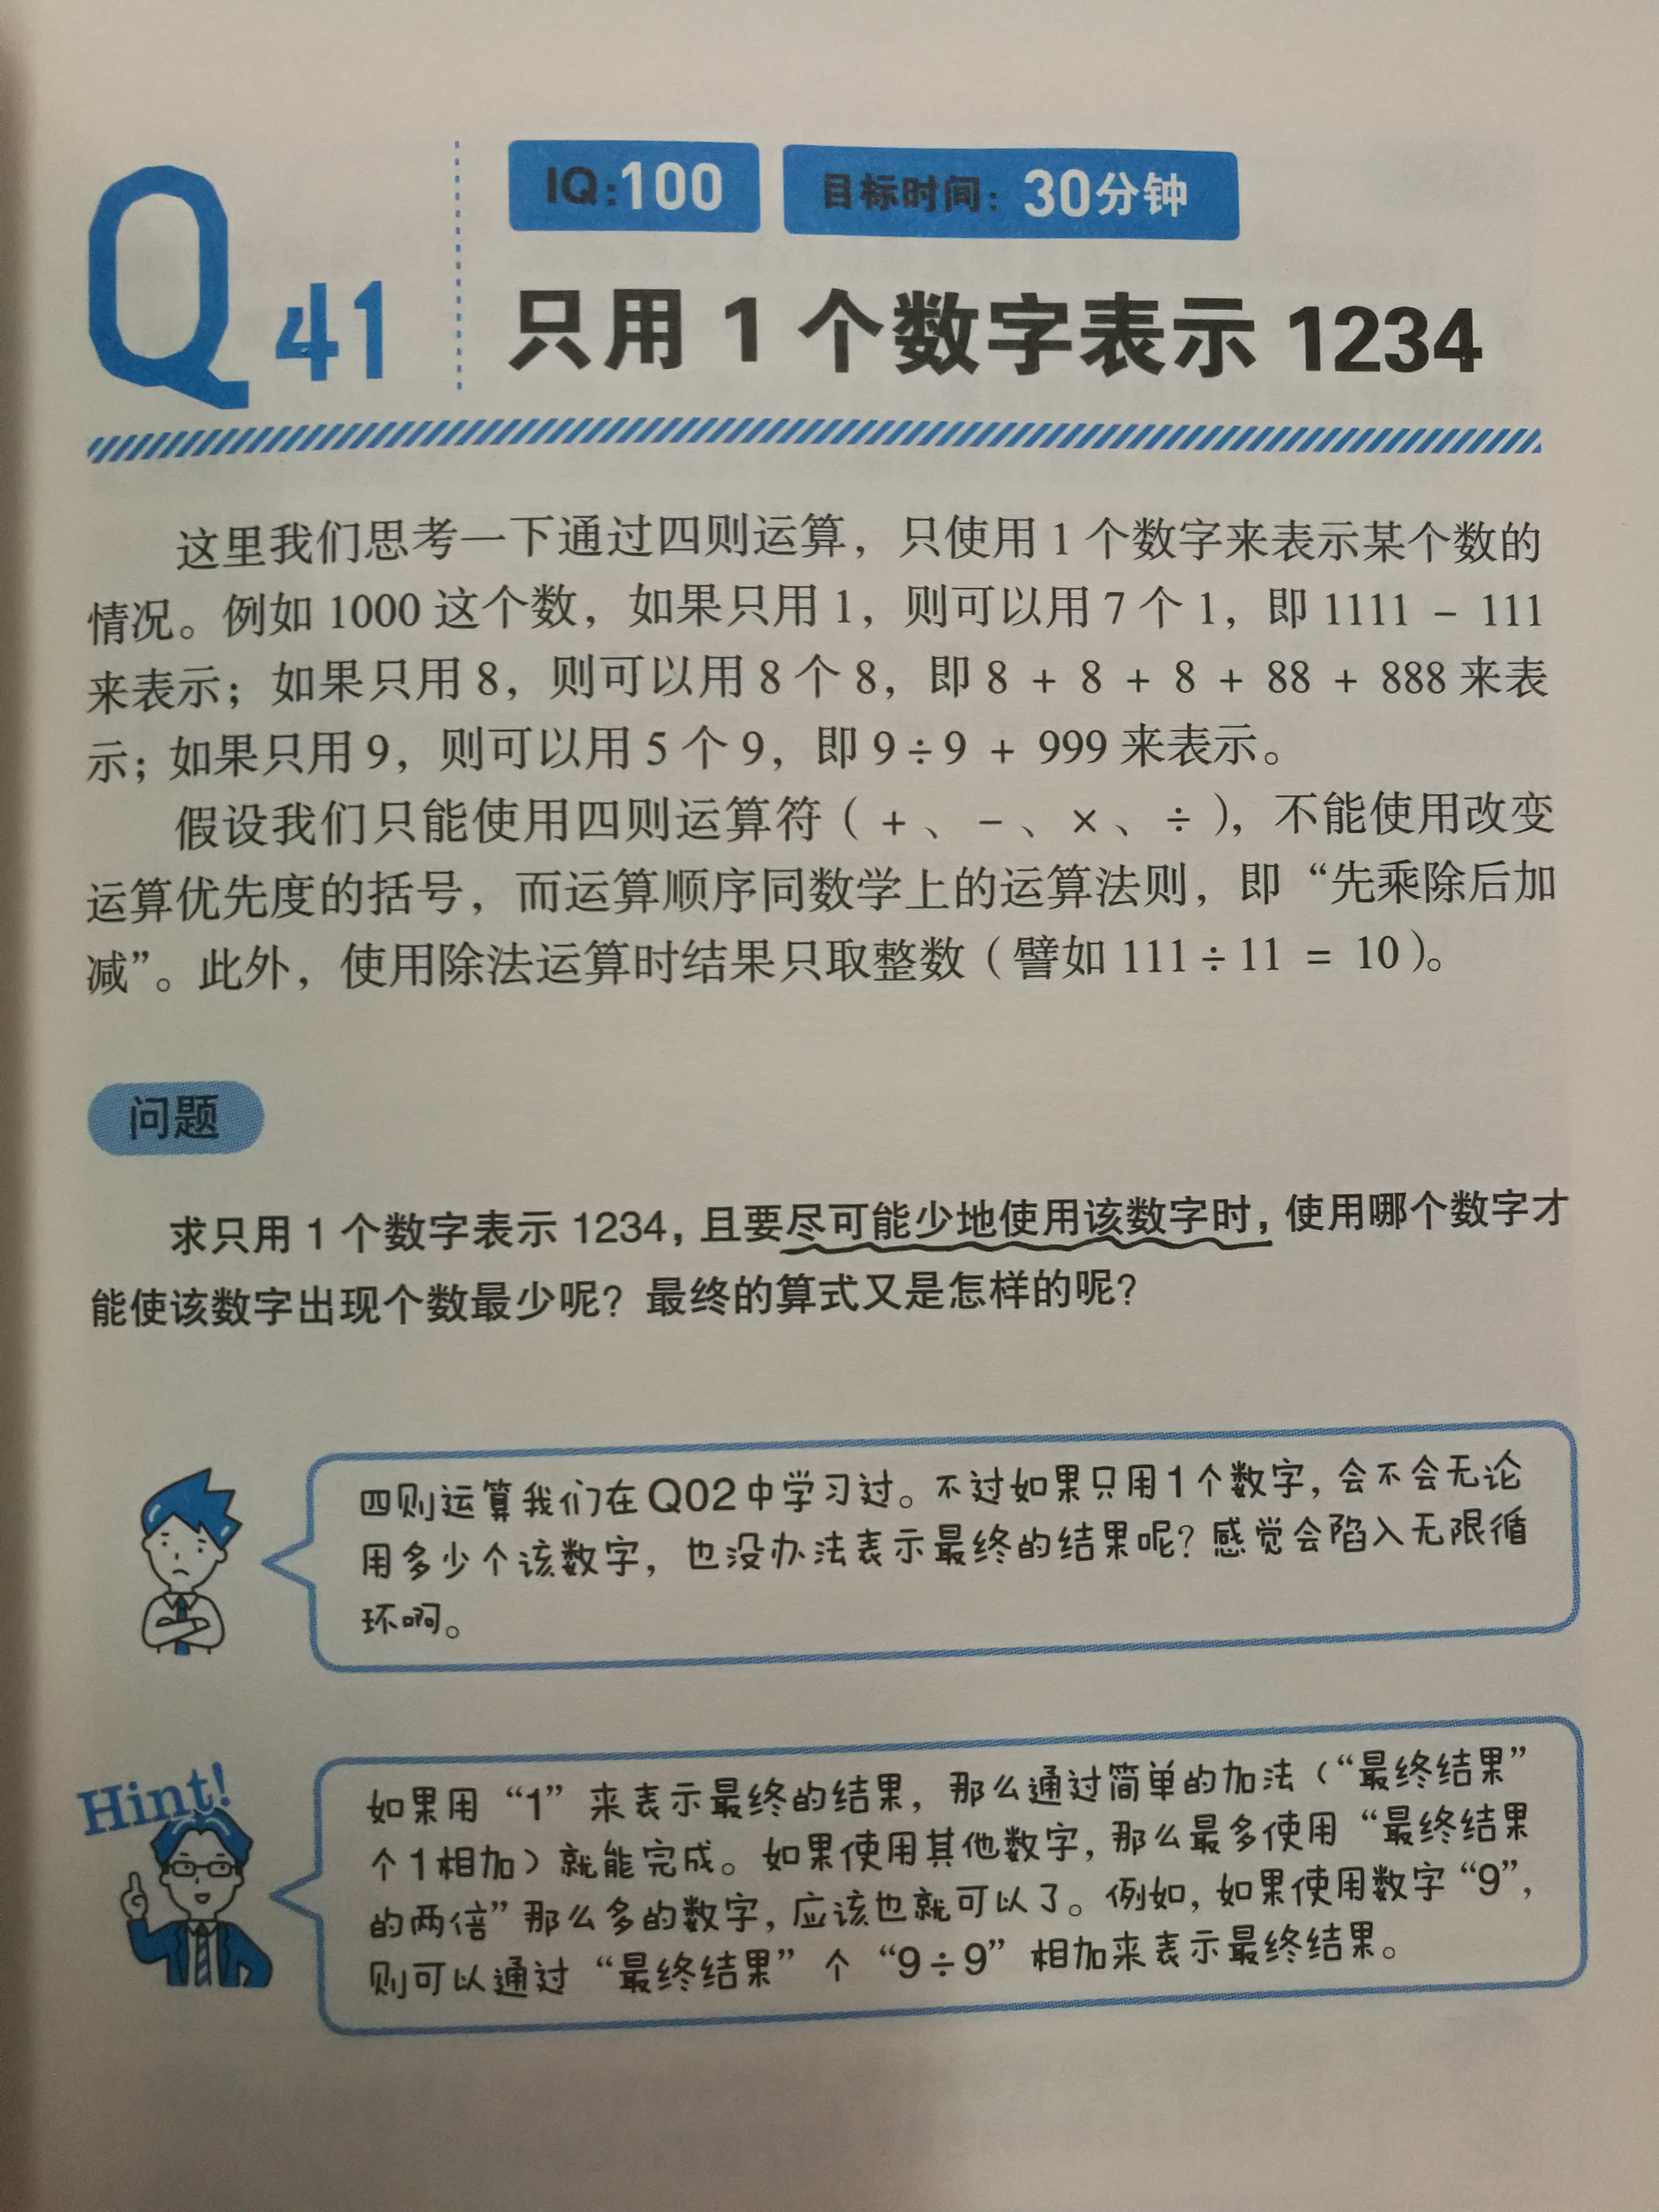 Q 41
IQ:100
目标时间：30分钟
只用 1 个数字表示 1234
这里我们思考一下通过四则运算，只使用 1 个数字来表示某个数的
情况。例如 1000 这个数，如果只用 1，则可以用 7 个 1，即 1111 − 111
来表示；如果只用 8，则可以用 8 个 8，即 8 + 8 + 8 + 88 + 888 来表
示；如果只用 9，则可以用 5 个 9，即 9÷9 + 999 来表示。
假设我们只能使用四则运算符（ +、−、×、÷ ），不能使用改变
运算优先度的括号，而运算顺序同数学上的运算法则，即“先乘除后加
减”。此外，使用除法运算时结果只取整数（譬如 111÷11 = 10）。
问题
求只用 1 个数字表示 1234，且要尽可能少地使用该数字时，使用哪个数字才
能使该数字出现个数最少呢？最终的算式又是怎样的呢？
四则运算我们在Q02中学习过。不过如果只用1个数字，会不会无论
用多少个该数字，也没办法表示最终的结果呢？感觉会陷入无限循
环啊。
Hint!
如果用“1”来表示最终的结果，那么通过简单的加法（“最终结果”
个1相加）就能完成。如果使用其他数字，那么最多使用“最终结果
的两倍”那么多的数字，应该也就可以了。例如，如果使用数字“9”，
则可以通过“最终结果”个“9÷9”相加来表示最终结果。